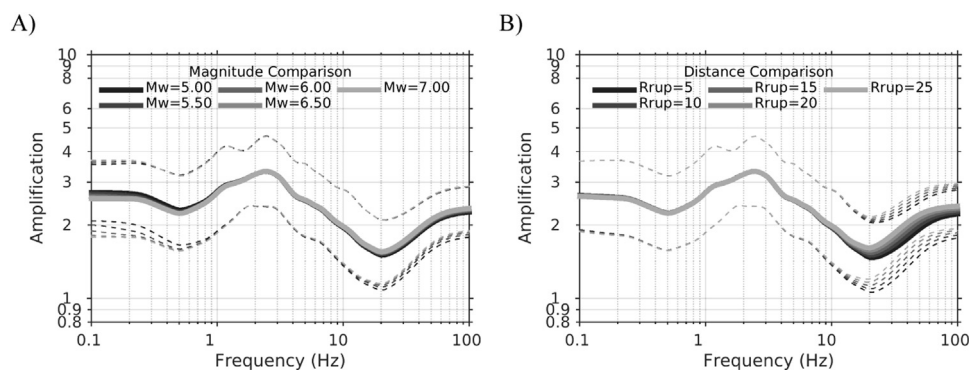 A)
10
9
8
7
6
5
4
3
2
1
0.9
0.8
Amplification
Magnitude Comparison
Mw=5.00 Mw=6.00 Mw=7.00
Mw=5.50 Mw=6.50
0.1 1 10 100
Frequency (Hz)
B)
10
9
8
7
6
5
4
3
2
1
0.9
0.8
Amplification
Distance Comparison
Rrup=5 Rrup=15 Rrup=25
Rrup=10 Rrup=20
0.1 1 10 100
Frequency (Hz)